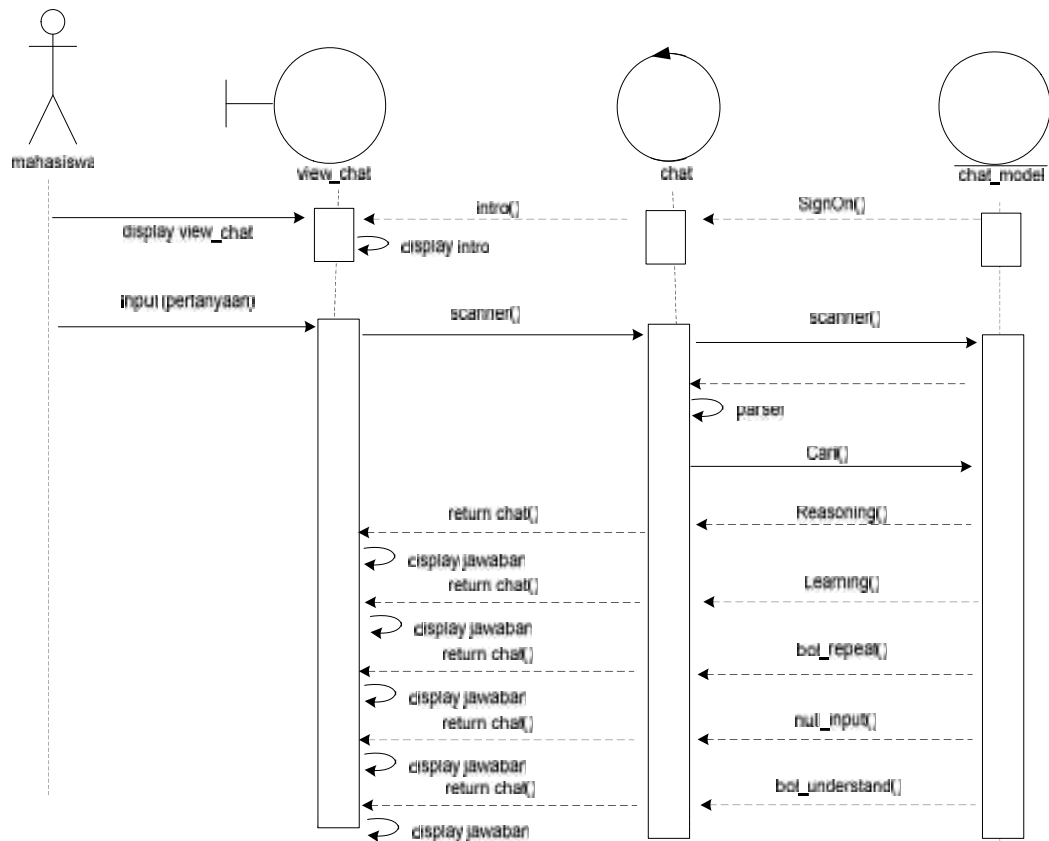 mahasiswa
view_chat
chat
chat_model
intro()
SignOn()
display view_chat
display intro
input (pertanyaan)
scanner()
scanner()
parser
Cari()
return chat()
Reasoning()
display jawaban
return chat()
Learning()
display jawaban
return chat()
bot_repeat()
display jawaban
return chat()
null_input()
display jawaban
return chat()
bot_understand()
display jawaban